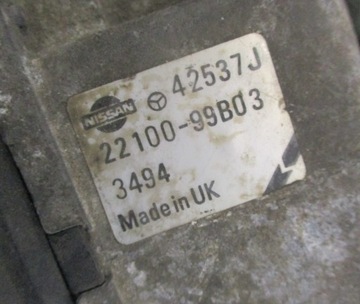 NISSAN 42537J
22100-99B03
3494
Made in UK